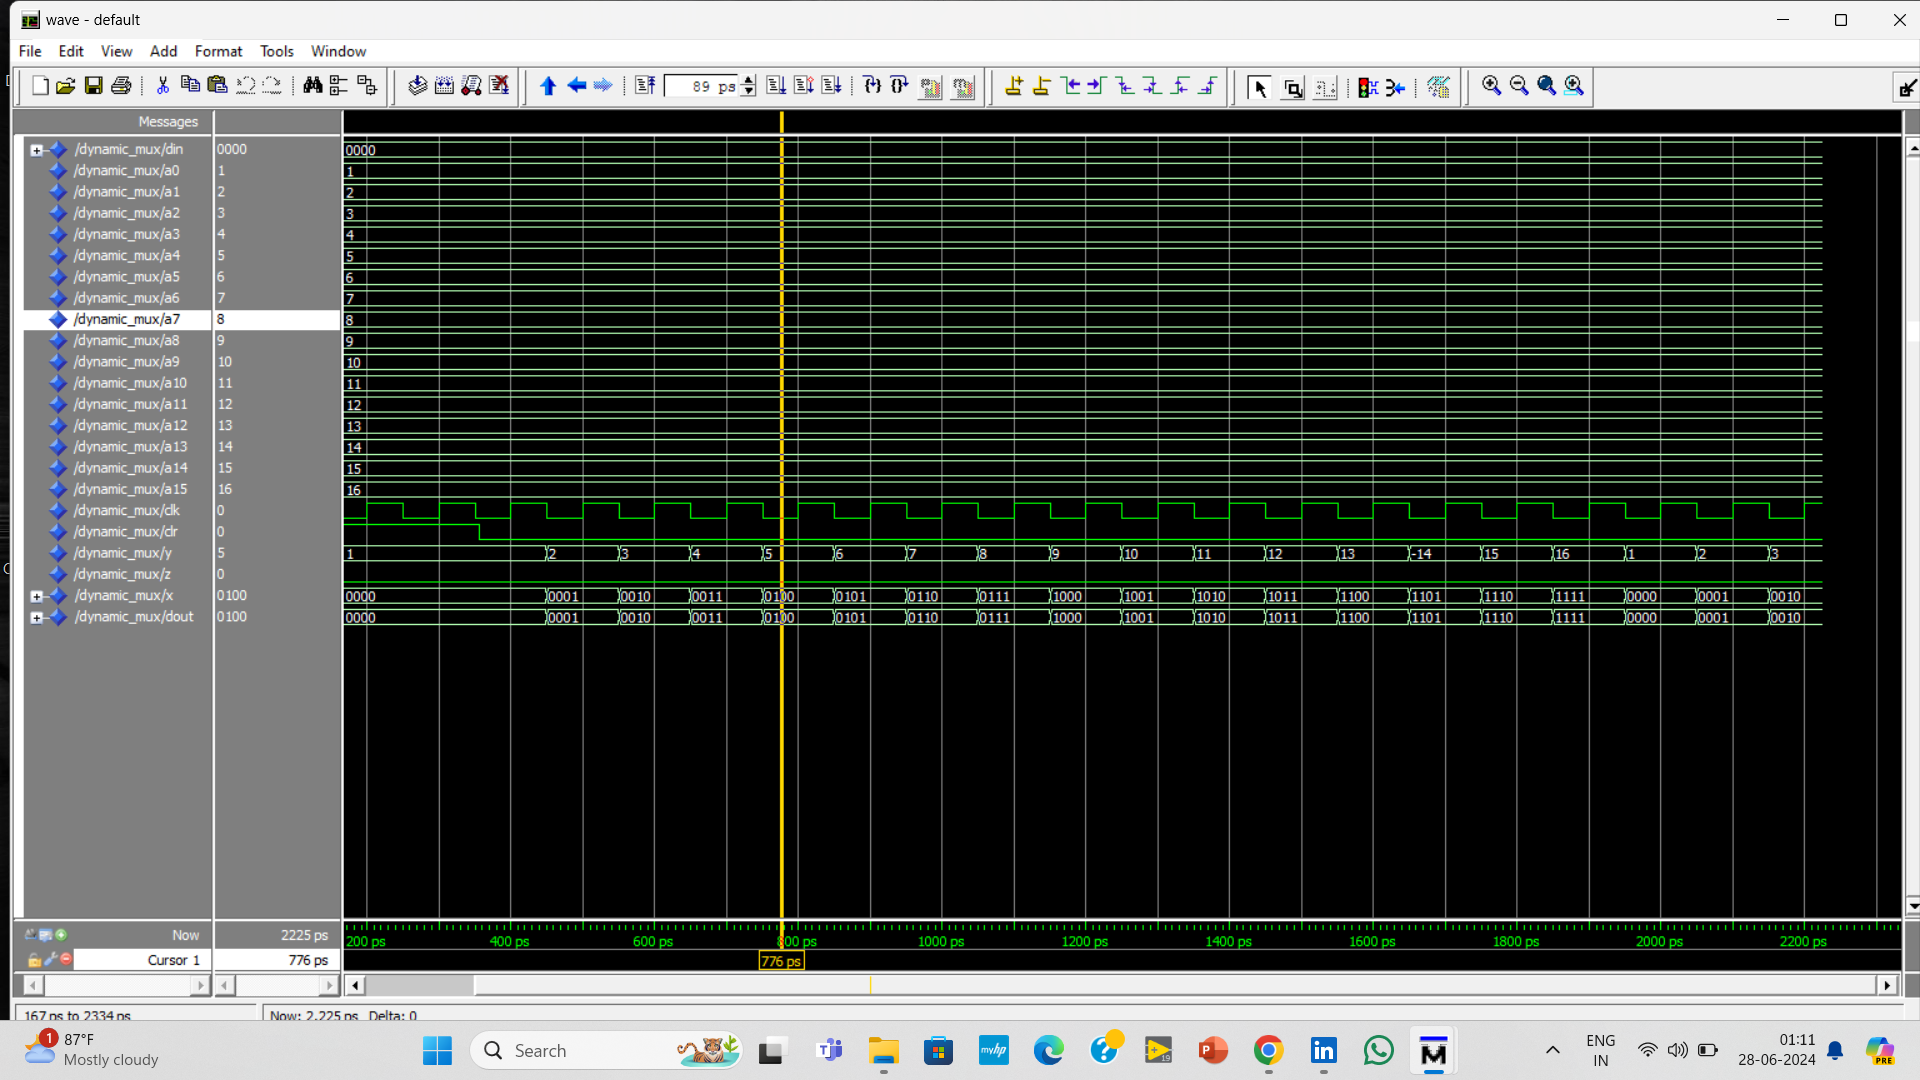 wave - default
File Edit View Add Format Tools Window
89 ps
Messages
/dynamic_mux/din 0000 0000
/dynamic_mux/a0 1 1
/dynamic_mux/a1 2 2
/dynamic_mux/a2 3 3
/dynamic_mux/a3 4 4
/dynamic_mux/a4 5 5
/dynamic_mux/a5 6 6
/dynamic_mux/a6 7 7
/dynamic_mux/a7 8 8
/dynamic_mux/a8 9 9
/dynamic_mux/a9 10 10
/dynamic_mux/a10 11 11
/dynamic_mux/a11 12 12
/dynamic_mux/a12 13 13
/dynamic_mux/a13 14 14
/dynamic_mux/a14 15 15
/dynamic_mux/a15 16 16
/dynamic_mux/clk 0
/dynamic_mux/clr 0
/dynamic_mux/y 5 1 2 3 4 5 6 7 8 9 10 11 12 13 -14 15 16 1 2 3
/dynamic_mux/z 0
/dynamic_mux/x 0100 0000 0001 0010 0011 0100 0101 0110 0111 1000 1001 1010 1011 1100 1101 1110 1111 0000 0001 0010
/dynamic_mux/dout 0100 0000 0001 0010 0011 0100 0101 0110 0111 1000 1001 1010 1011 1100 1101 1110 1111 0000 0001 0010
Now 2225 ps 200 ps 400 ps 600 ps 800 ps 1000 ps 1200 ps 1400 ps 1600 ps 1800 ps 2000 ps 2200 ps
Cursor 1 776 ps 776 ps
167 ps to 2334 ps Now: 2,225 ps Delta: 0
1 87°F
Mostly cloudy
Search
myhp
19
ENG
IN
01:11
28-06-2024
PRE